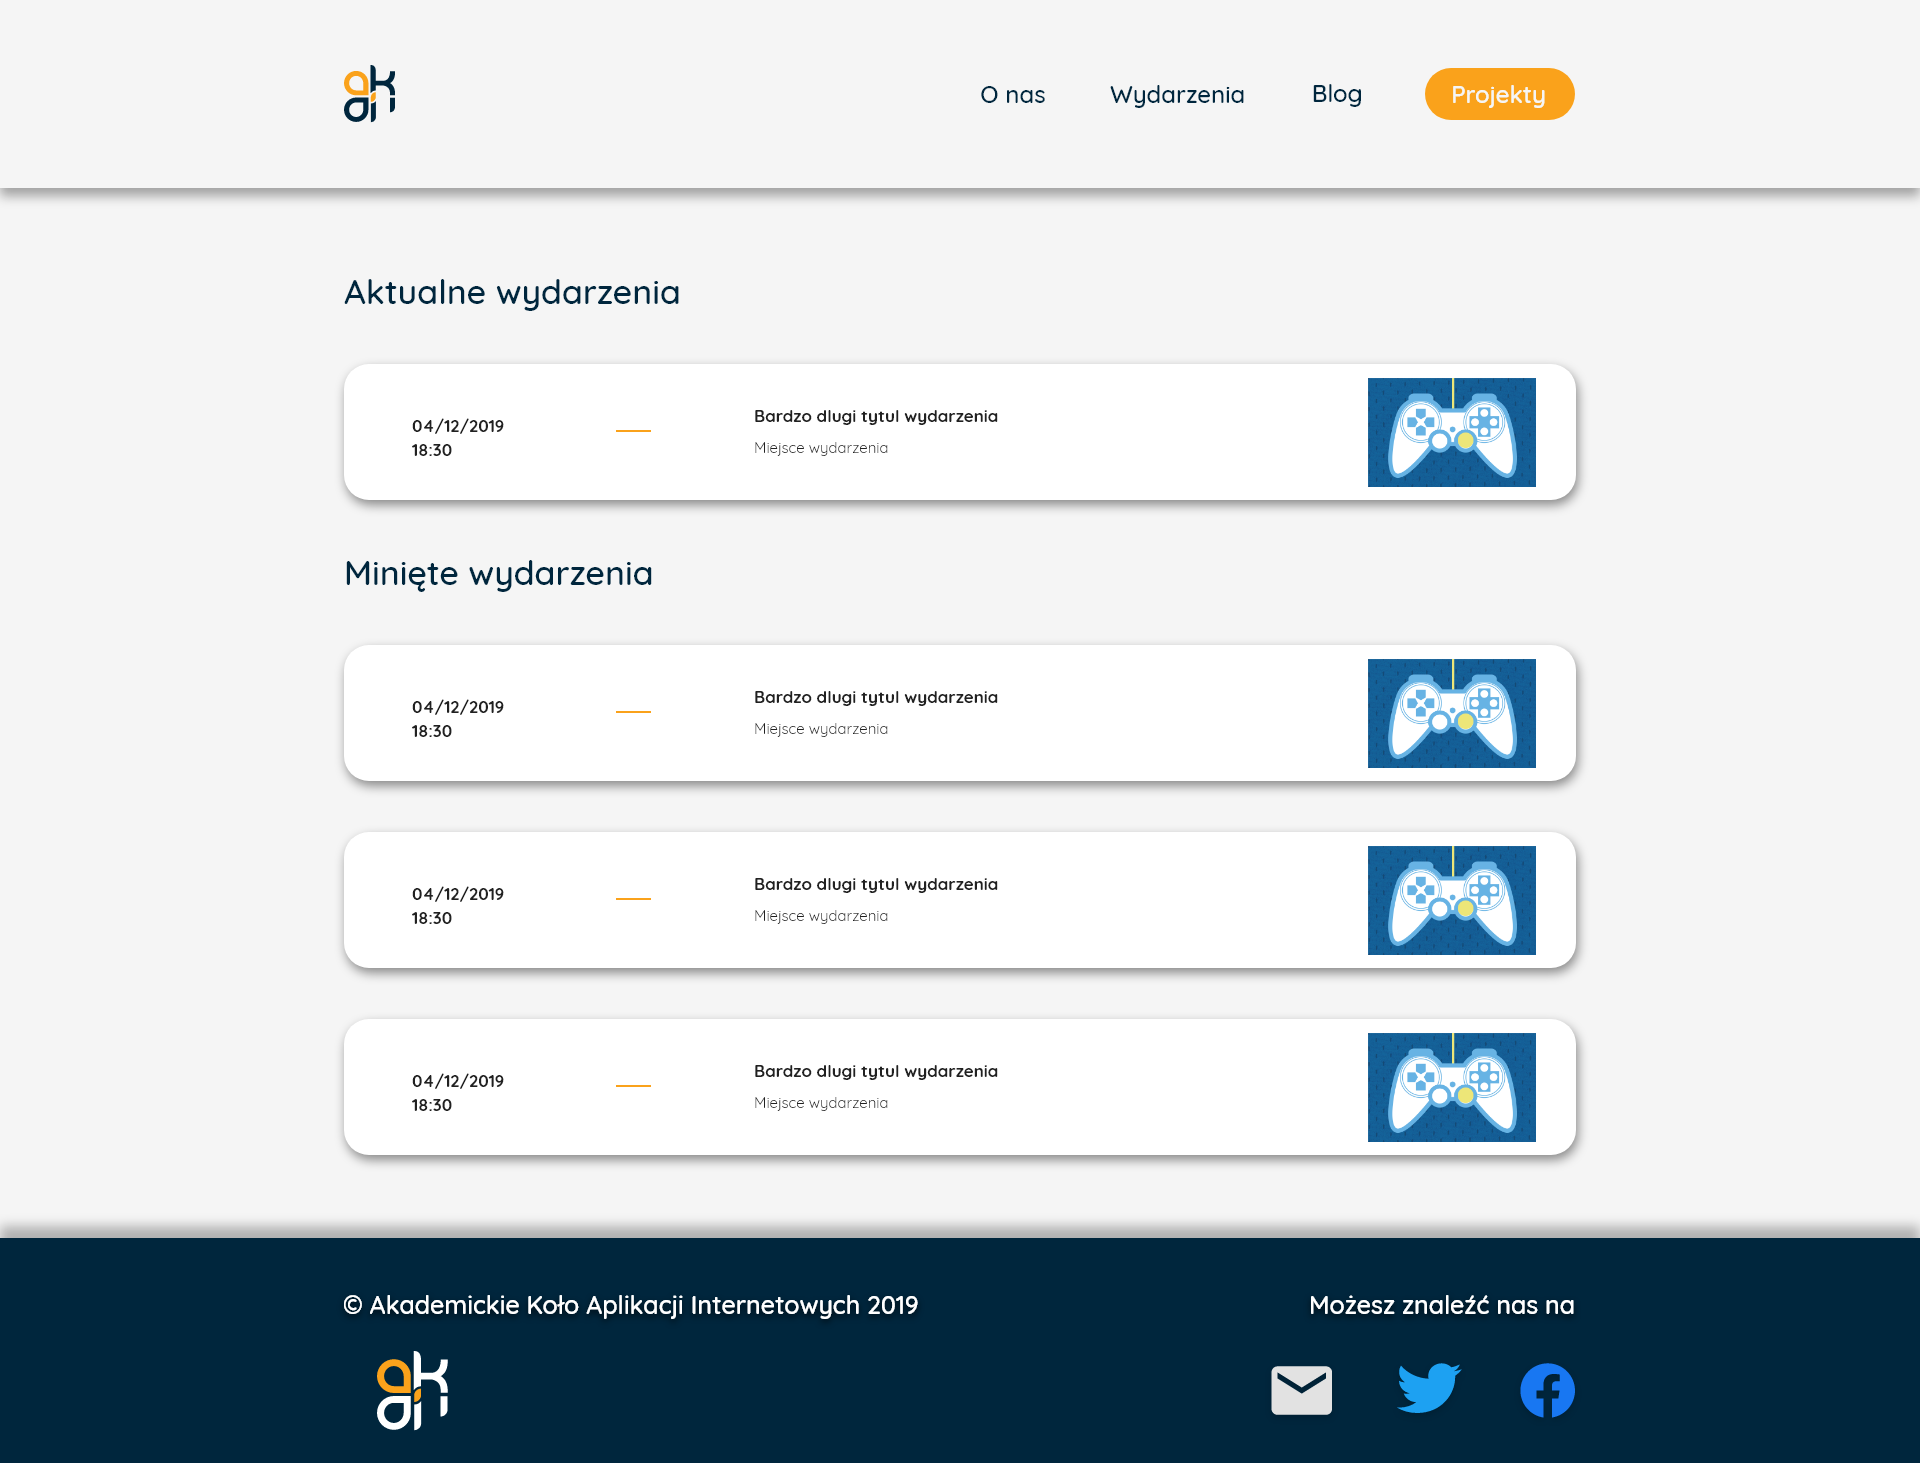 akai
O nas
Wydarzenia
Blog
Projekty
Aktualne wydarzenia
04/12/2019
18:30
Bardzo dlugi tytul wydarzenia
Miejsce wydarzenia
Minięte wydarzenia
04/12/2019
18:30
Bardzo dlugi tytul wydarzenia
Miejsce wydarzenia
04/12/2019
18:30
Bardzo dlugi tytul wydarzenia
Miejsce wydarzenia
04/12/2019
18:30
Bardzo dlugi tytul wydarzenia
Miejsce wydarzenia
© Akademickie Koło Aplikacji Internetowych 2019
Możesz znaleźć nas na
akai